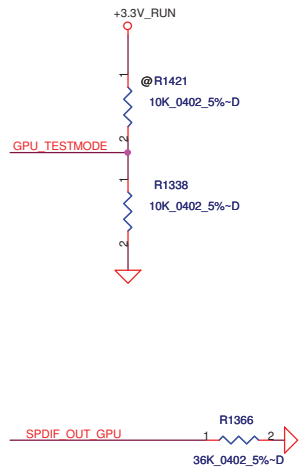 +3.3V_RUN
1
@R1421
10K_0402_5%~D
2
GPU_TESTMODE
1
R1338
10K_0402_5%~D
2
R1366
SPDIF_OUT_GPU
1
2
36K_0402_5%~D